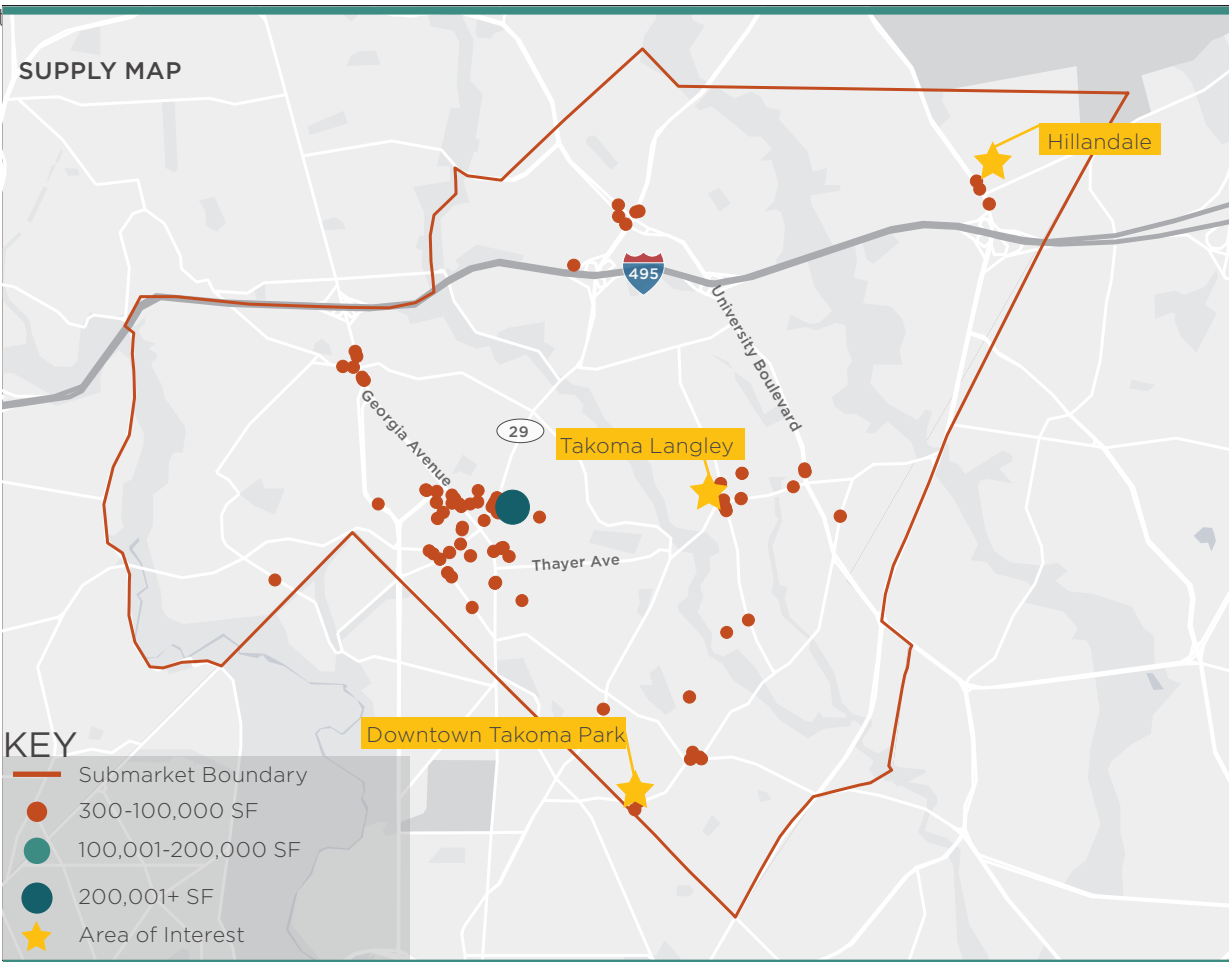 SUPPLY MAP
Hillandale
495
University Boulevard
Georgia Avenue
29
Takoma Langley
Thayer Ave
Downtown Takoma Park
KEY
Submarket Boundary
300-100,000 SF
100,001-200,000 SF
200,001+ SF
Area of Interest